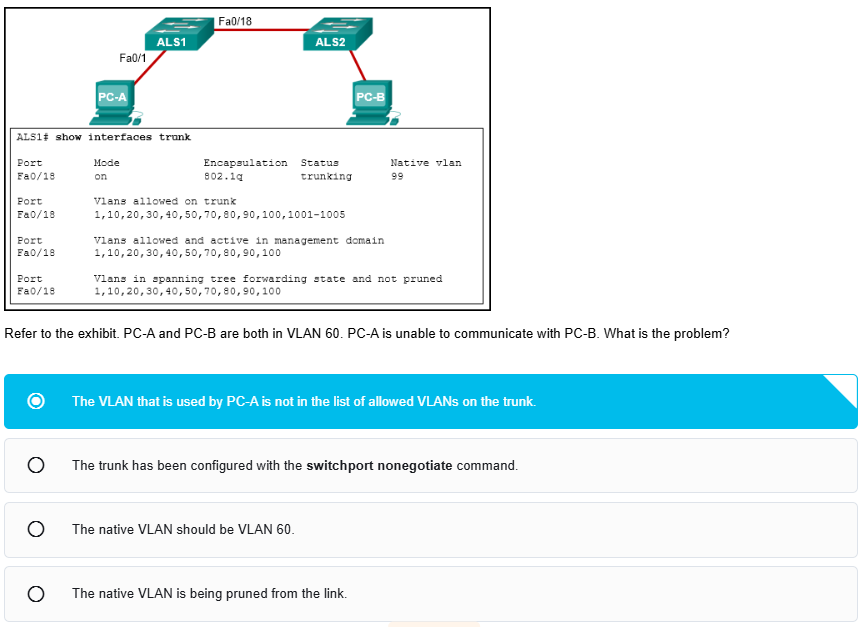 Fa0/18
ALS1
ALS2
Fa0/1
PC-A
PC-B
ALS1# show interfaces trunk
Port Mode Encapsulation Status Native vlan
Fa0/18 on 802.1q trunking 99
Port Vlans allowed on trunk
Fa0/18 1,10,20,30,40,50,70,80,90,100,1001-1005
Port Vlans allowed and active in management domain
Fa0/18 1,10,20,30,40,50,70,80,90,100
Port Vlans in spanning tree forwarding state and not pruned
Fa0/18 1,10,20,30,40,50,70,80,90,100
Refer to the exhibit. PC-A and PC-B are both in VLAN 60. PC-A is unable to communicate with PC-B. What is the problem?
The VLAN that is used by PC-A is not in the list of allowed VLANs on the trunk.
The trunk has been configured with the switchport nonegotiate command.
The native VLAN should be VLAN 60.
The native VLAN is being pruned from the link.